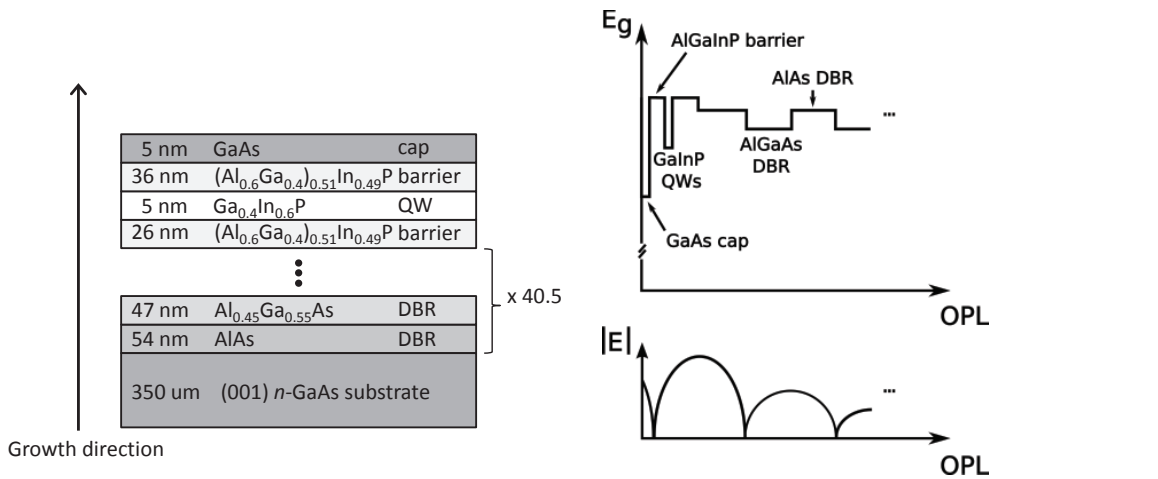 5 nm GaAs cap
36 nm (Al0.6Ga0.4)0.51In0.49P barrier
5 nm Ga0.4In0.6P QW
26 nm (Al0.6Ga0.4)0.51In0.49P barrier
x 40.5
47 nm Al0.45Ga0.55As DBR
54 nm AlAs DBR
350 um (001) n-GaAs substrate
Growth direction
Eg
AlGaInP barrier
AlAs DBR
...
GaInP
QWs
AlGaAs
DBR
GaAs cap
OPL
|E|
...
OPL